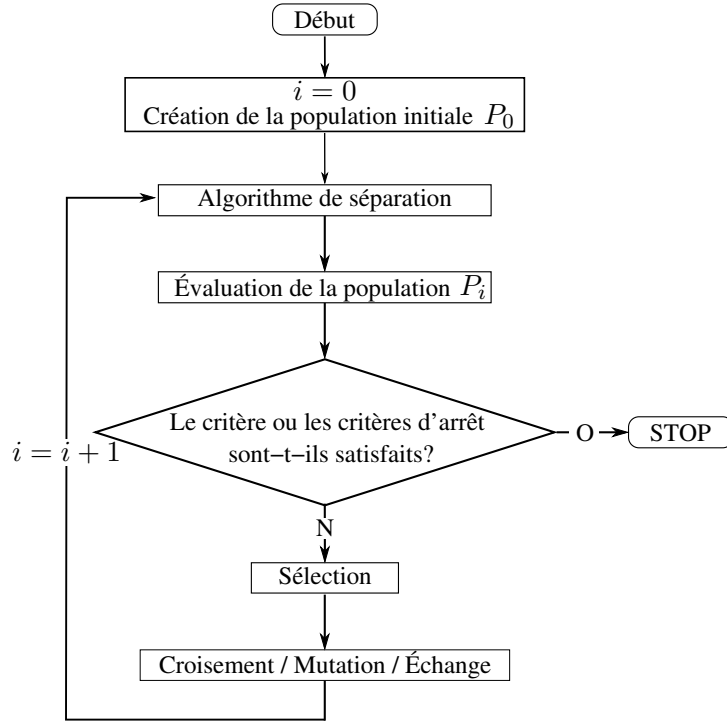 Début
i = 0
Création de la population initiale P₀
Algorithme de séparation
Évaluation de la population Pᵢ
Le critère ou les critères d'arrêt
sont−t−ils satisfaits?
O
STOP
i = i + 1
N
Sélection
Croisement / Mutation / Échange